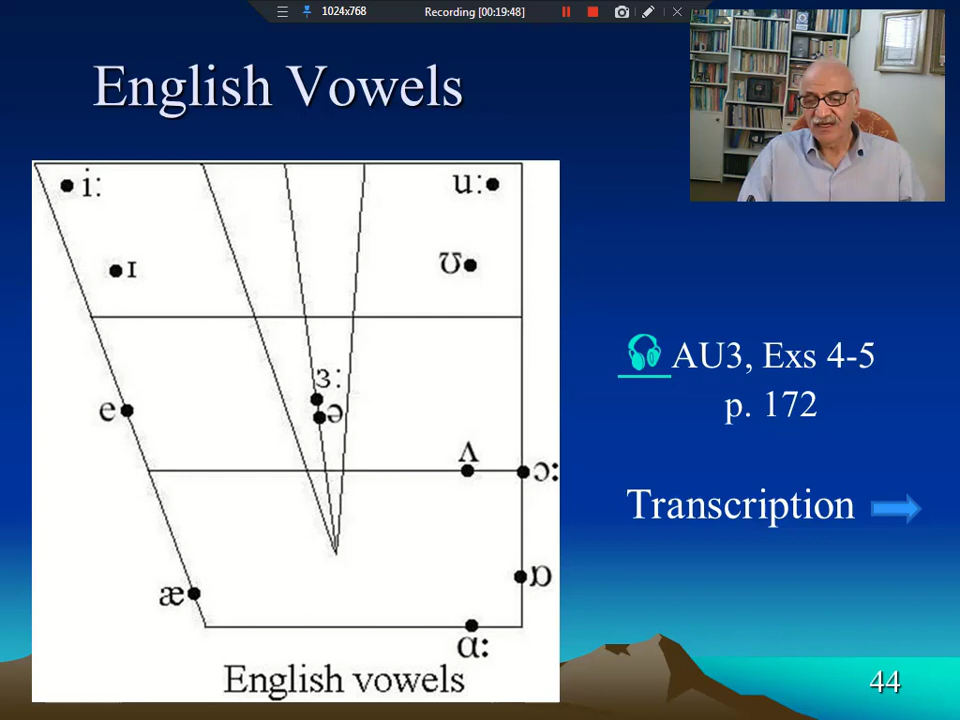 1024x768
Recording [00:19:48]
English Vowels
i:
u:
ɪ
ʊ
ɜ:
ə
e
ʌ
ɔ:
æ
ɒ
ɑ:
English vowels
AU3, Exs 4-5
p. 172
Transcription
44